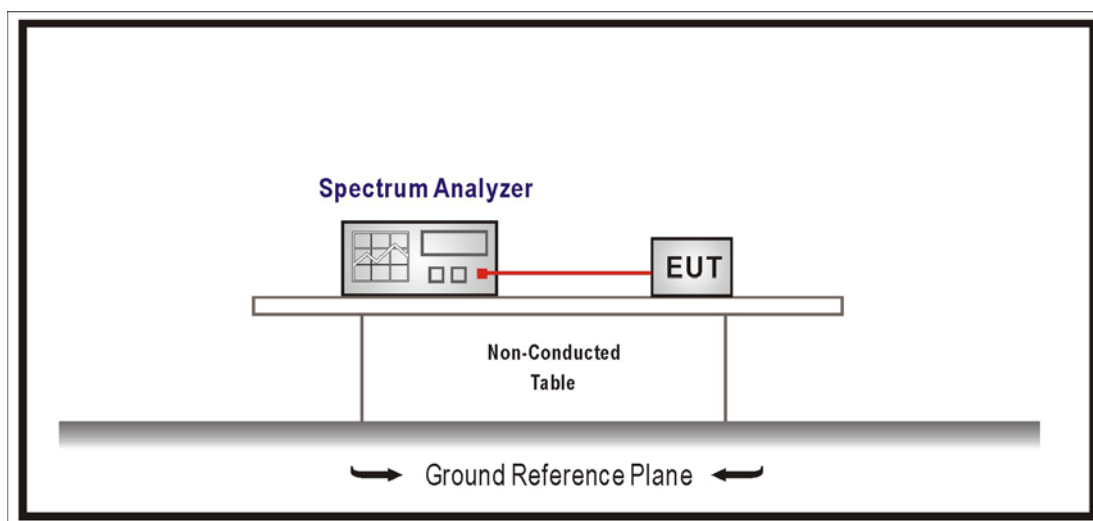 Spectrum Analyzer
EUT
Non-Conducted
Table
Ground Reference Plane